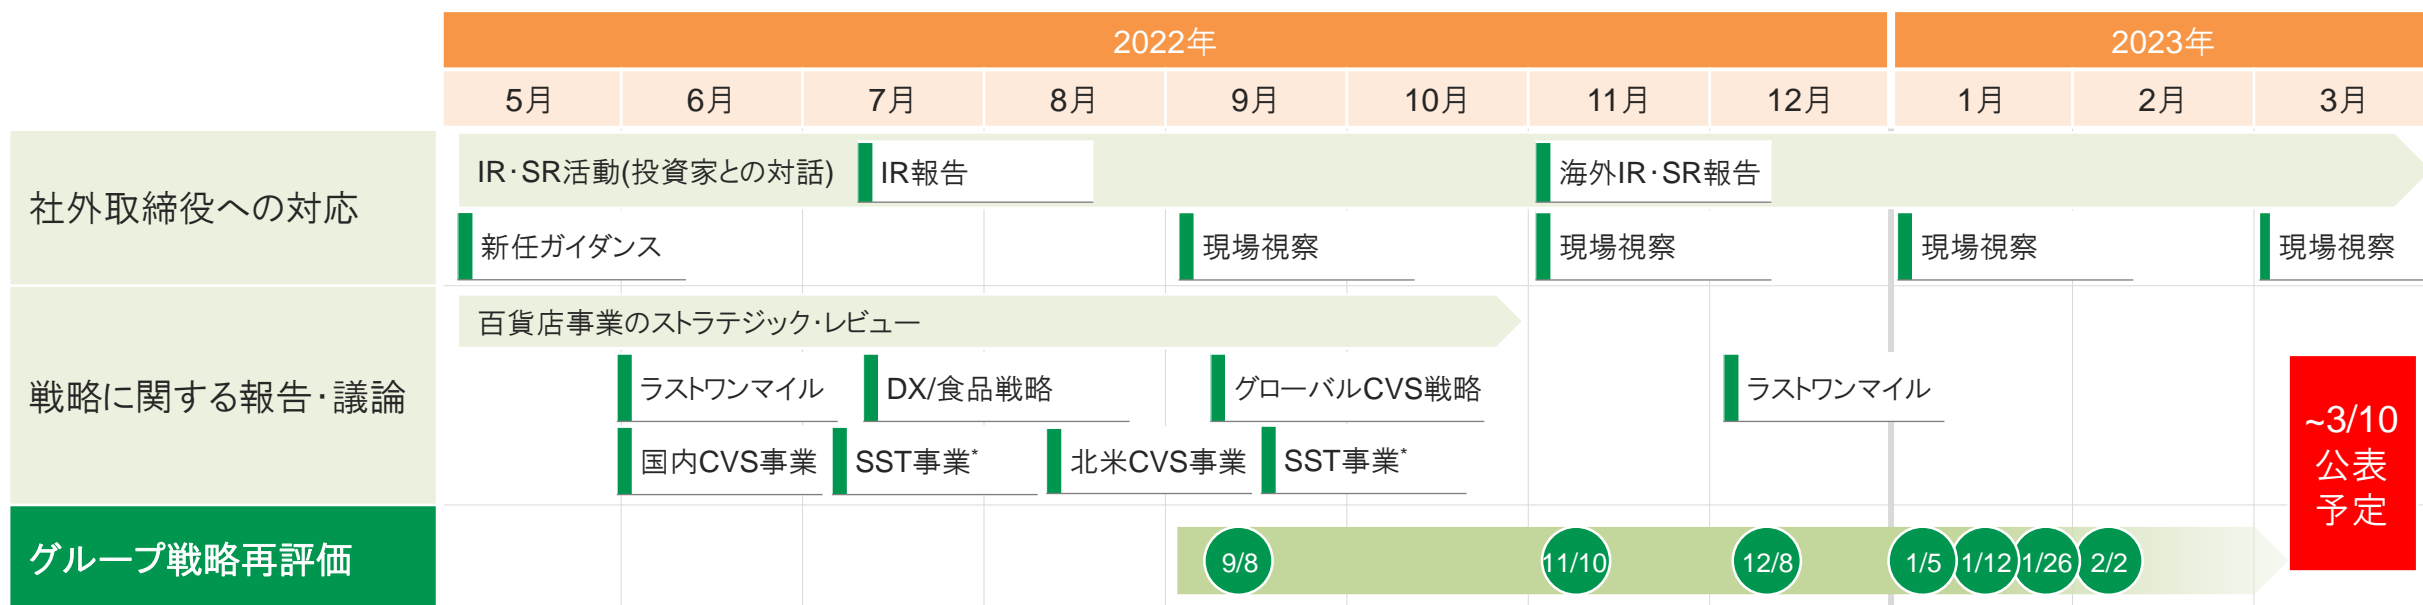 2022年
2023年
5月
6月
7月
8月
9月
10月
11月
12月
1月
2月
3月
社外取締役への対応
IR・SR活動(投資家との対話)
IR報告
海外IR・SR報告
新任ガイダンス
現場視察
現場視察
現場視察
現場視察
戦略に関する報告・議論
百貨店事業のストラテジック・レビュー
ラストワンマイル
DX/食品戦略
グローバルCVS戦略
ラストワンマイル
国内CVS事業
SST事業*
北米CVS事業
SST事業*
~3/10
公表
予定
グループ戦略再評価
9/8
11/10
12/8
1/5
1/12
1/26
2/2